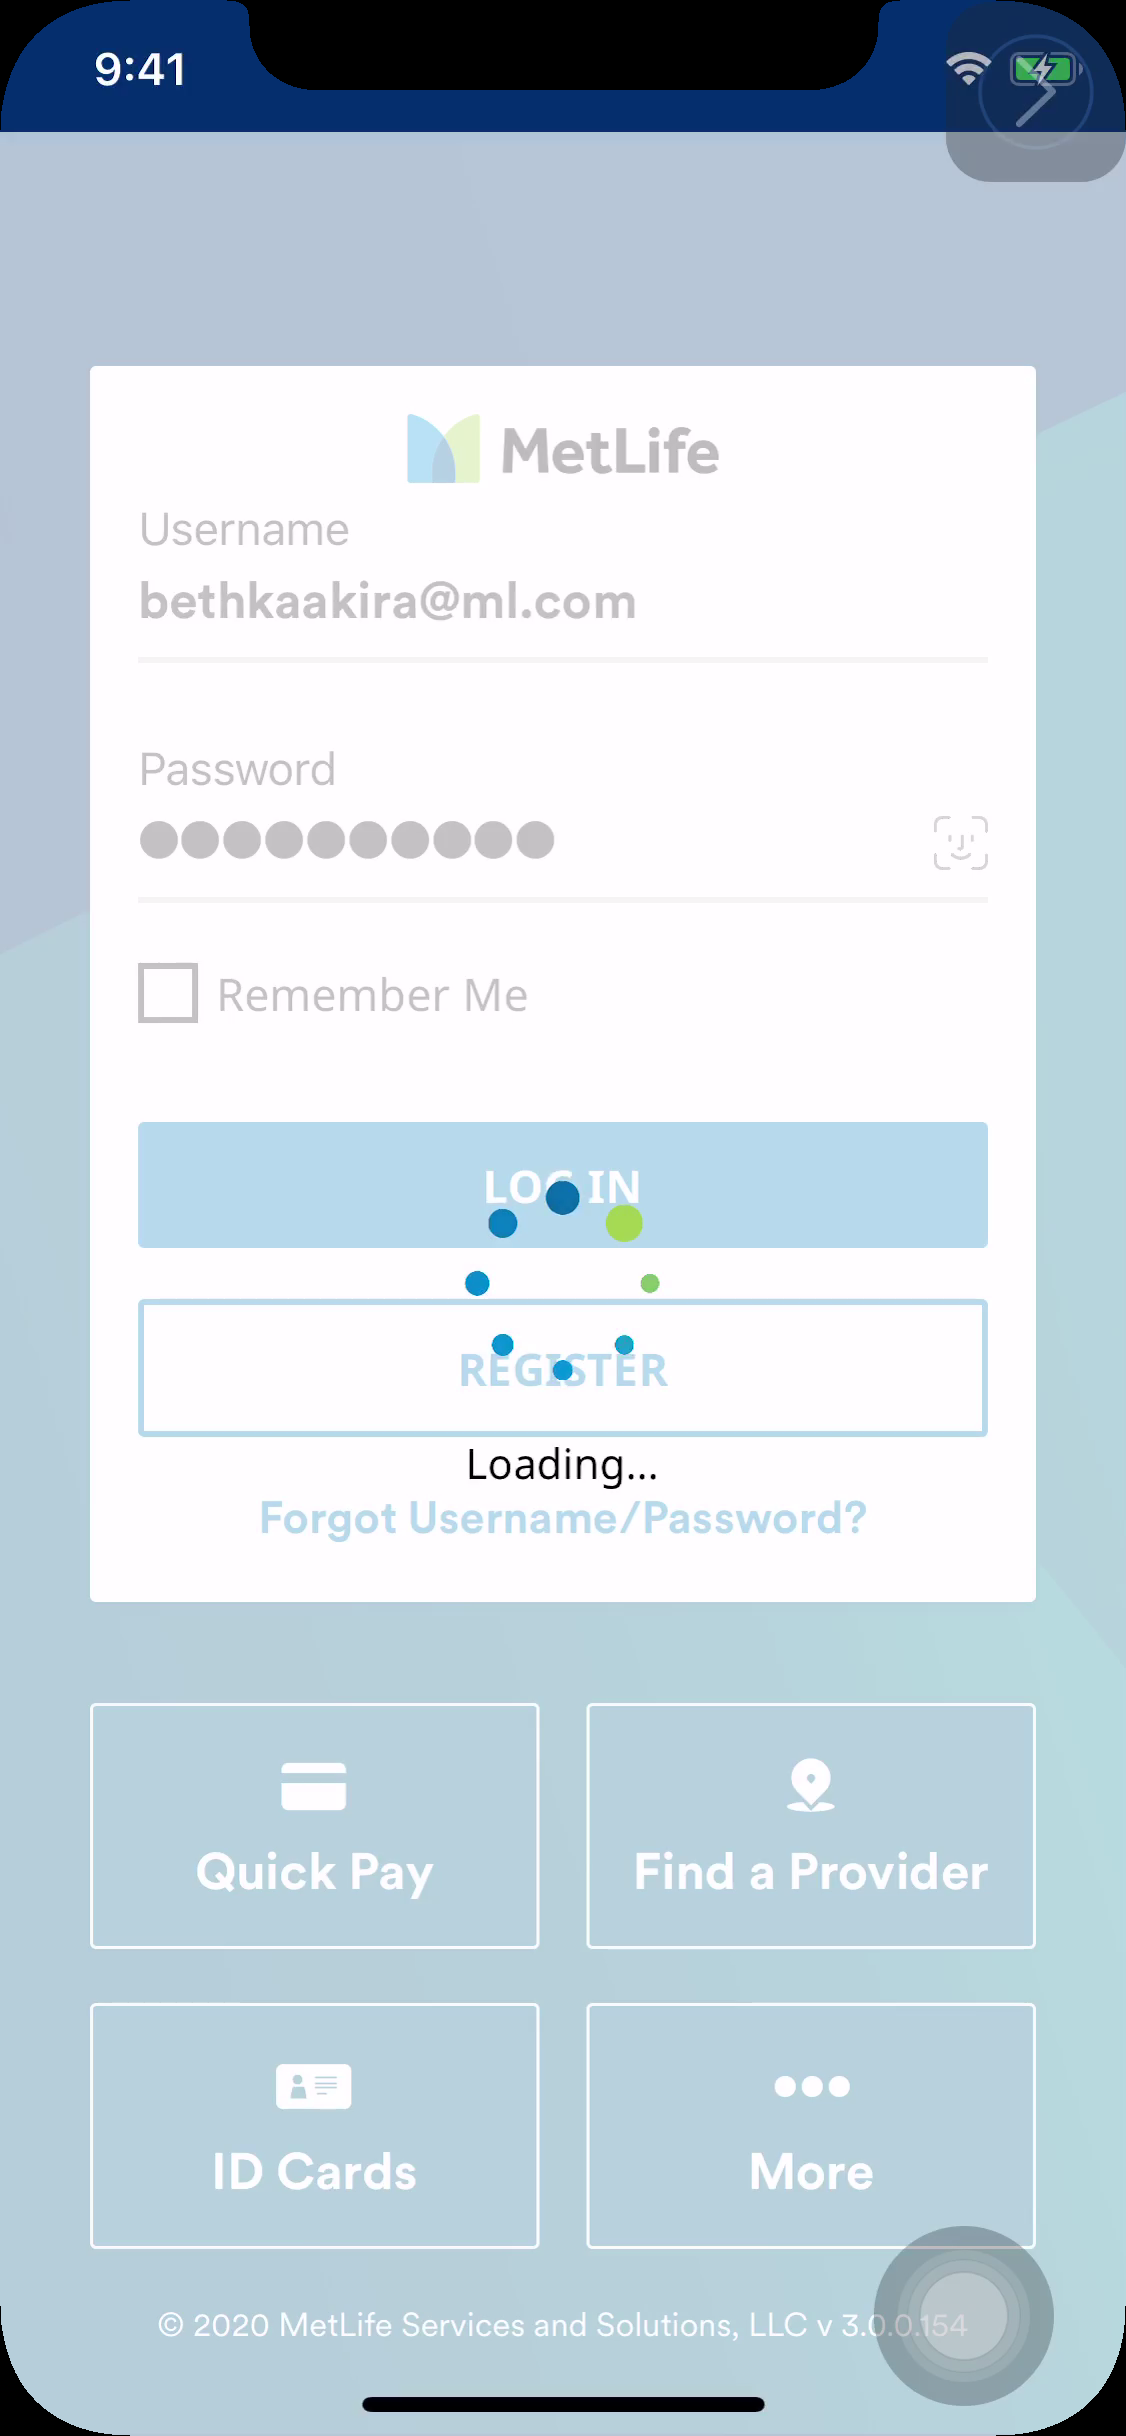 9:41
MetLife
Username
bethkaakira@ml.com
Password
Remember Me
LOG IN
REGISTER
Loading...
Forgot Username/Password?
Quick Pay
Find a Provider
ID Cards
More
© 2020 MetLife Services and Solutions, LLC v 3.0.0.154